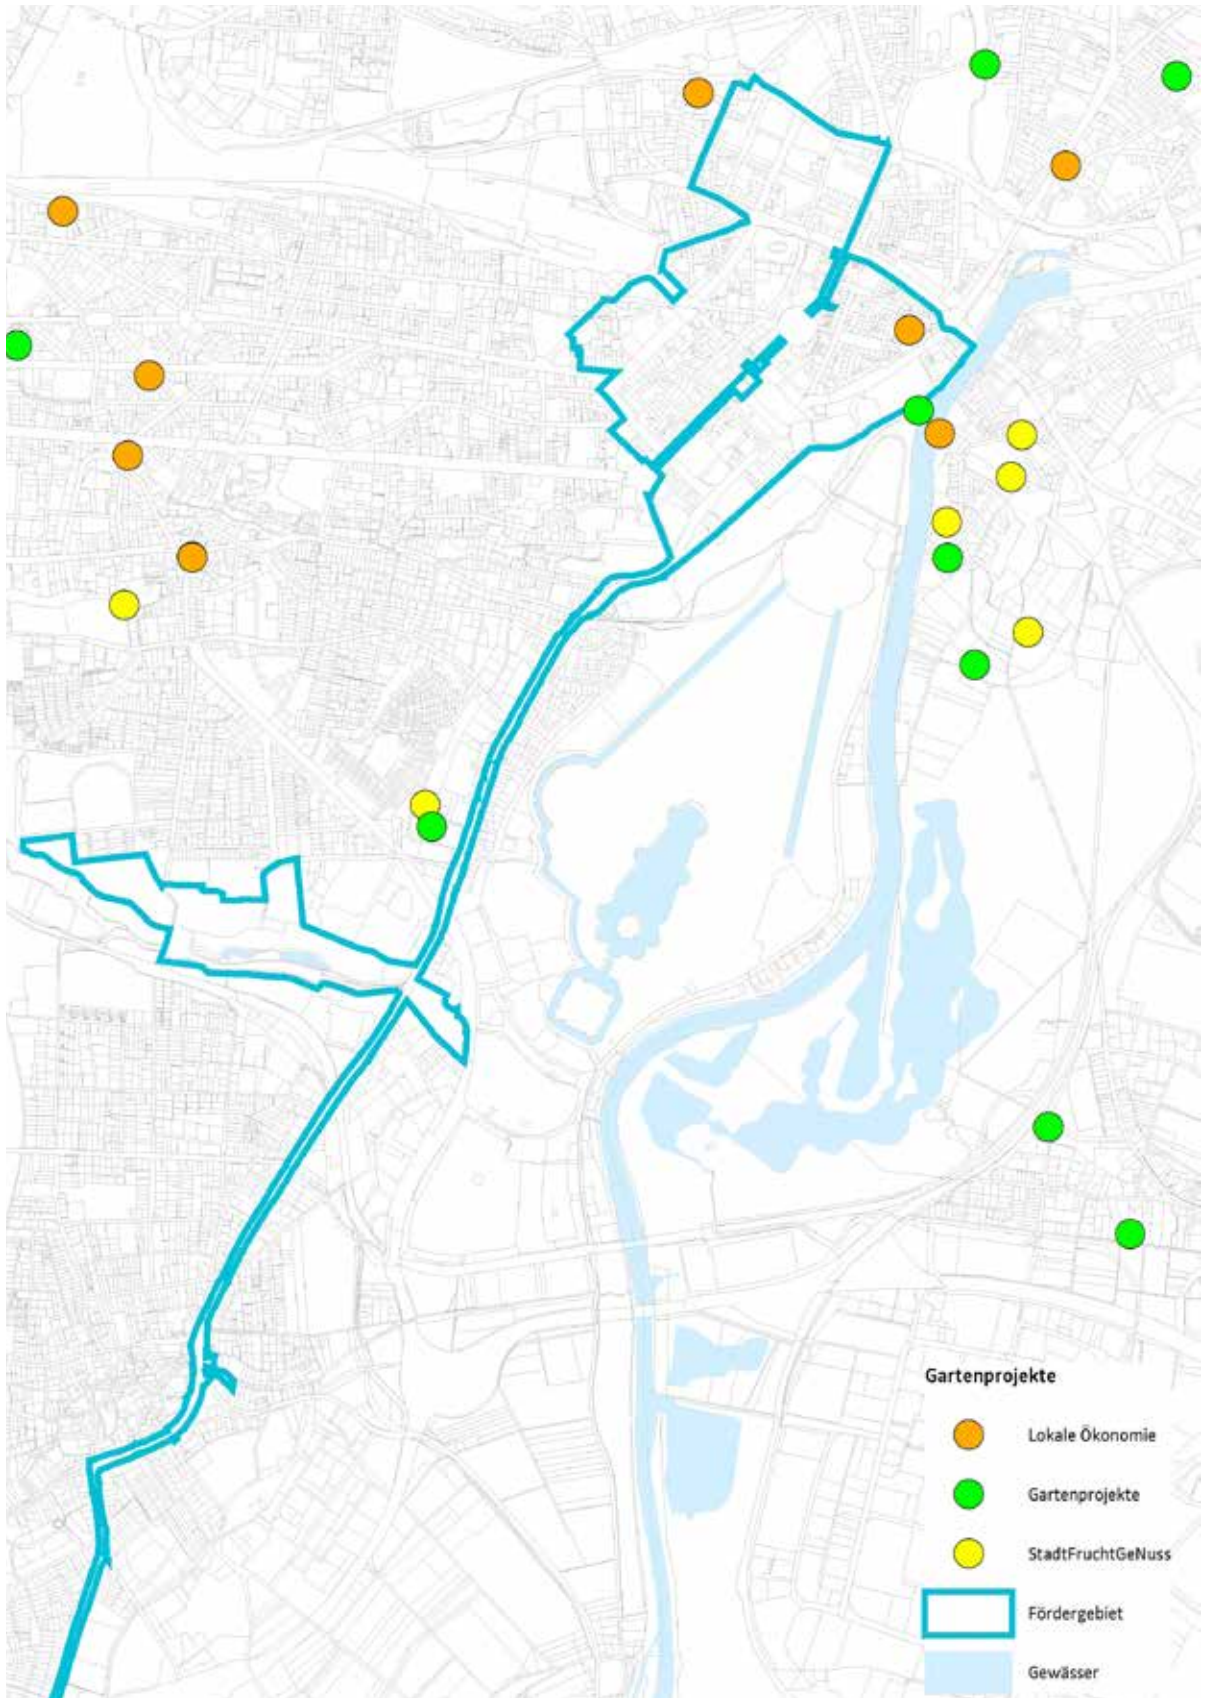 Gartenprojekte
Lokale Ökonomie
Gartenprojekte
StadtFruchtGeNuss
Fördergebiet
Gewässer